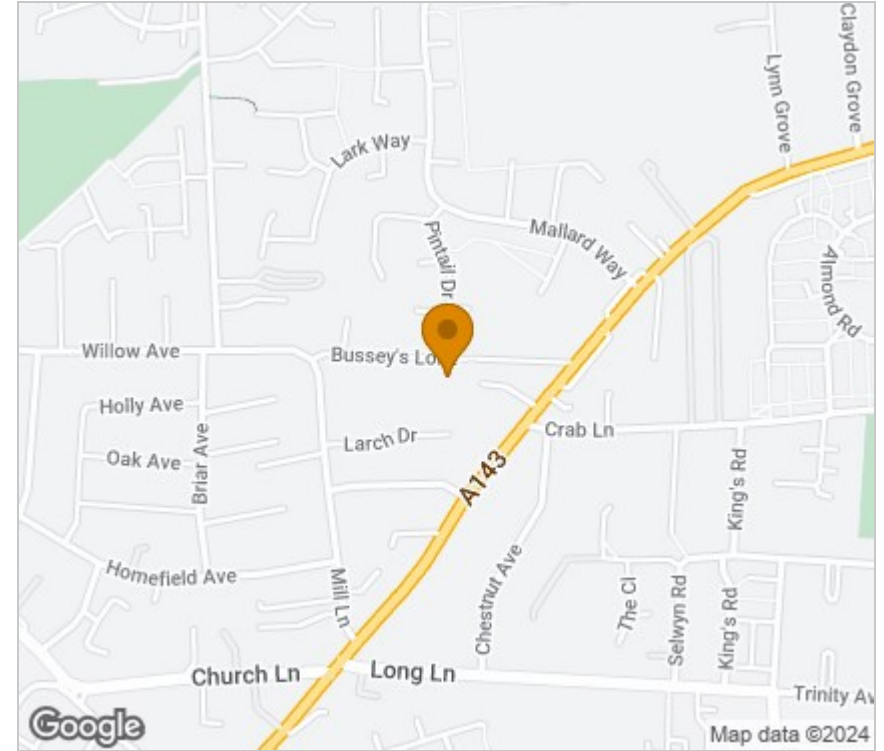 Claydon Grove
Lynn Grove
Lark Way
Mallard Way
Pintail Dr
Almond Rd
Willow Ave
Bussey's
Holly Ave
Briar Ave
Larch Dr
Crab Ln
Oak Ave
A143
King's Rd
Homefield Ave
Mill Ln
Chestnut Ave
The Cl
Selwyn Rd
King's Rd
Church Ln
Long Ln
Trinity Av
Google
Map data ©2024